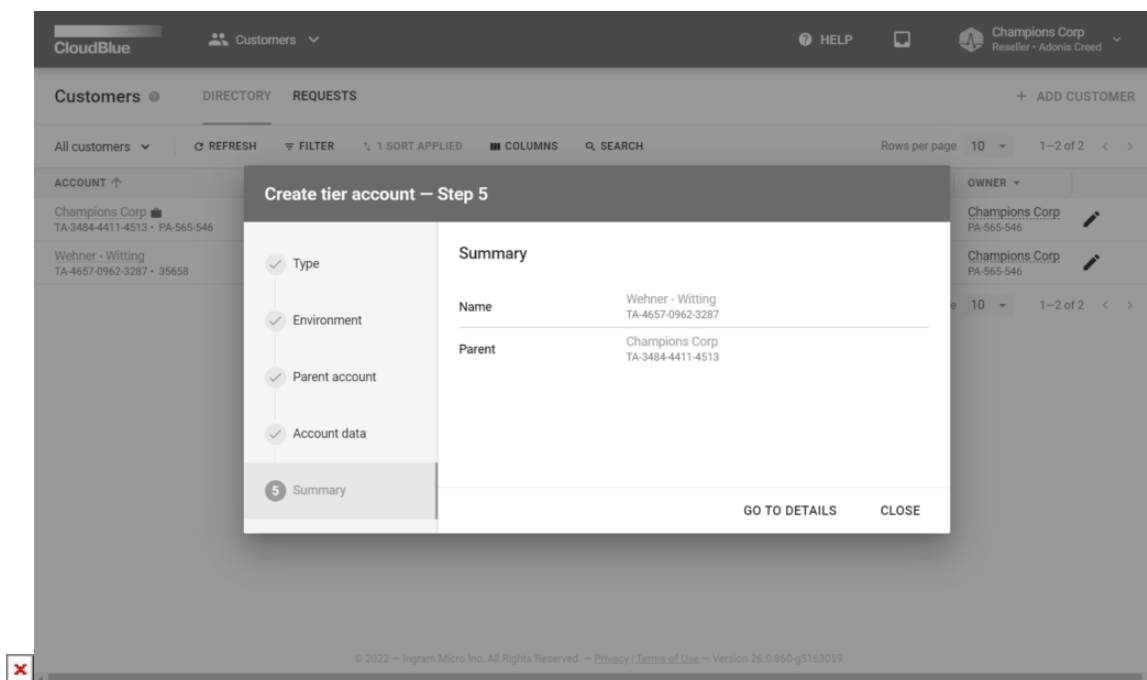 CloudBlue
Customers
HELP
Champions Corp
Reseller • Adonis Creed
Customers
DIRECTORY
REQUESTS
+ ADD CUSTOMER
All customers
REFRESH
FILTER
1 SORT APPLIED
COLUMNS
SEARCH
Rows per page 10
1–2 of 2
ACCOUNT
OWNER
Champions Corp
TA-3484-4411-4513 • PA-565-546
Champions Corp
PA-565-546
Wehner - Witting
TA-4657-0962-3287 • 35658
Champions Corp
PA-565-546
e 10
1–2 of 2
Create tier account — Step 5
Type
Environment
Parent account
Account data
5 Summary
Summary
Name
Wehner - Witting
TA-4657-0962-3287
Parent
Champions Corp
TA-3484-4411-4513
GO TO DETAILS
CLOSE
© 2022 – Ingram Micro Inc. All Rights Reserved. – Privacy | Terms of Use – Version 26.0.860-g5163059